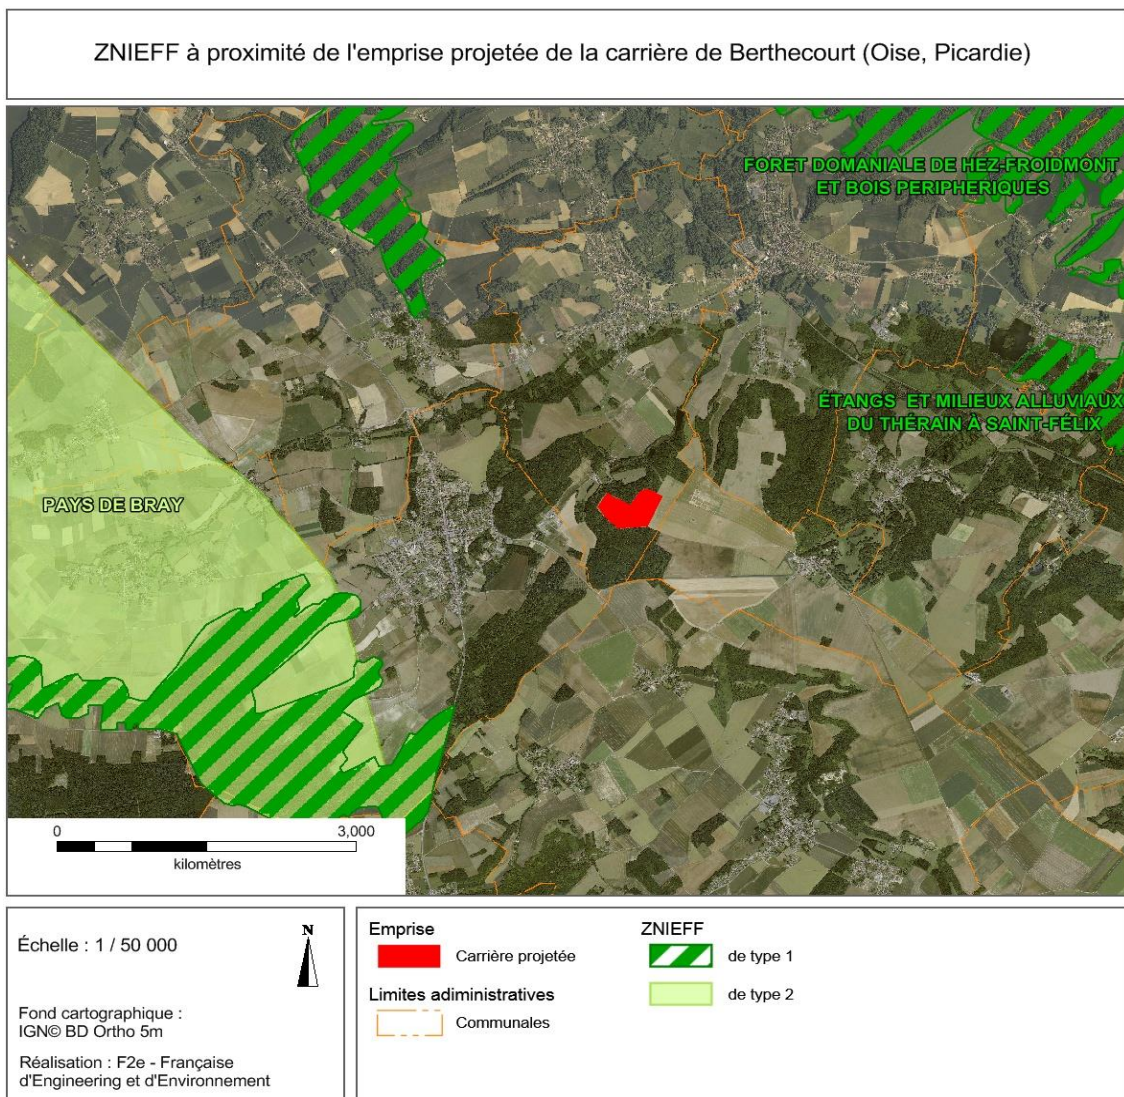 ZNIEFF à proximité de l'emprise projetée de la carrière de Berthecourt (Oise, Picardie)
FORET DOMANIALE DE HEZ-FROIDMONT
ET BOIS PERIPHERIQUES
ÉTANGS ET MILIEUX ALLUVIAUX
DU THÉRAIN À SAINT-FÉLIX
PAYS DE BRAY
0 3,000
kilomètres
Échelle : 1 / 50 000
N
Fond cartographique :
IGN© BD Ortho 5m
Réalisation : F2e - Française
d'Engineering et d'Environnement
Emprise
Carrière projetée
Limites adiministratives
Communales
ZNIEFF
de type 1
de type 2